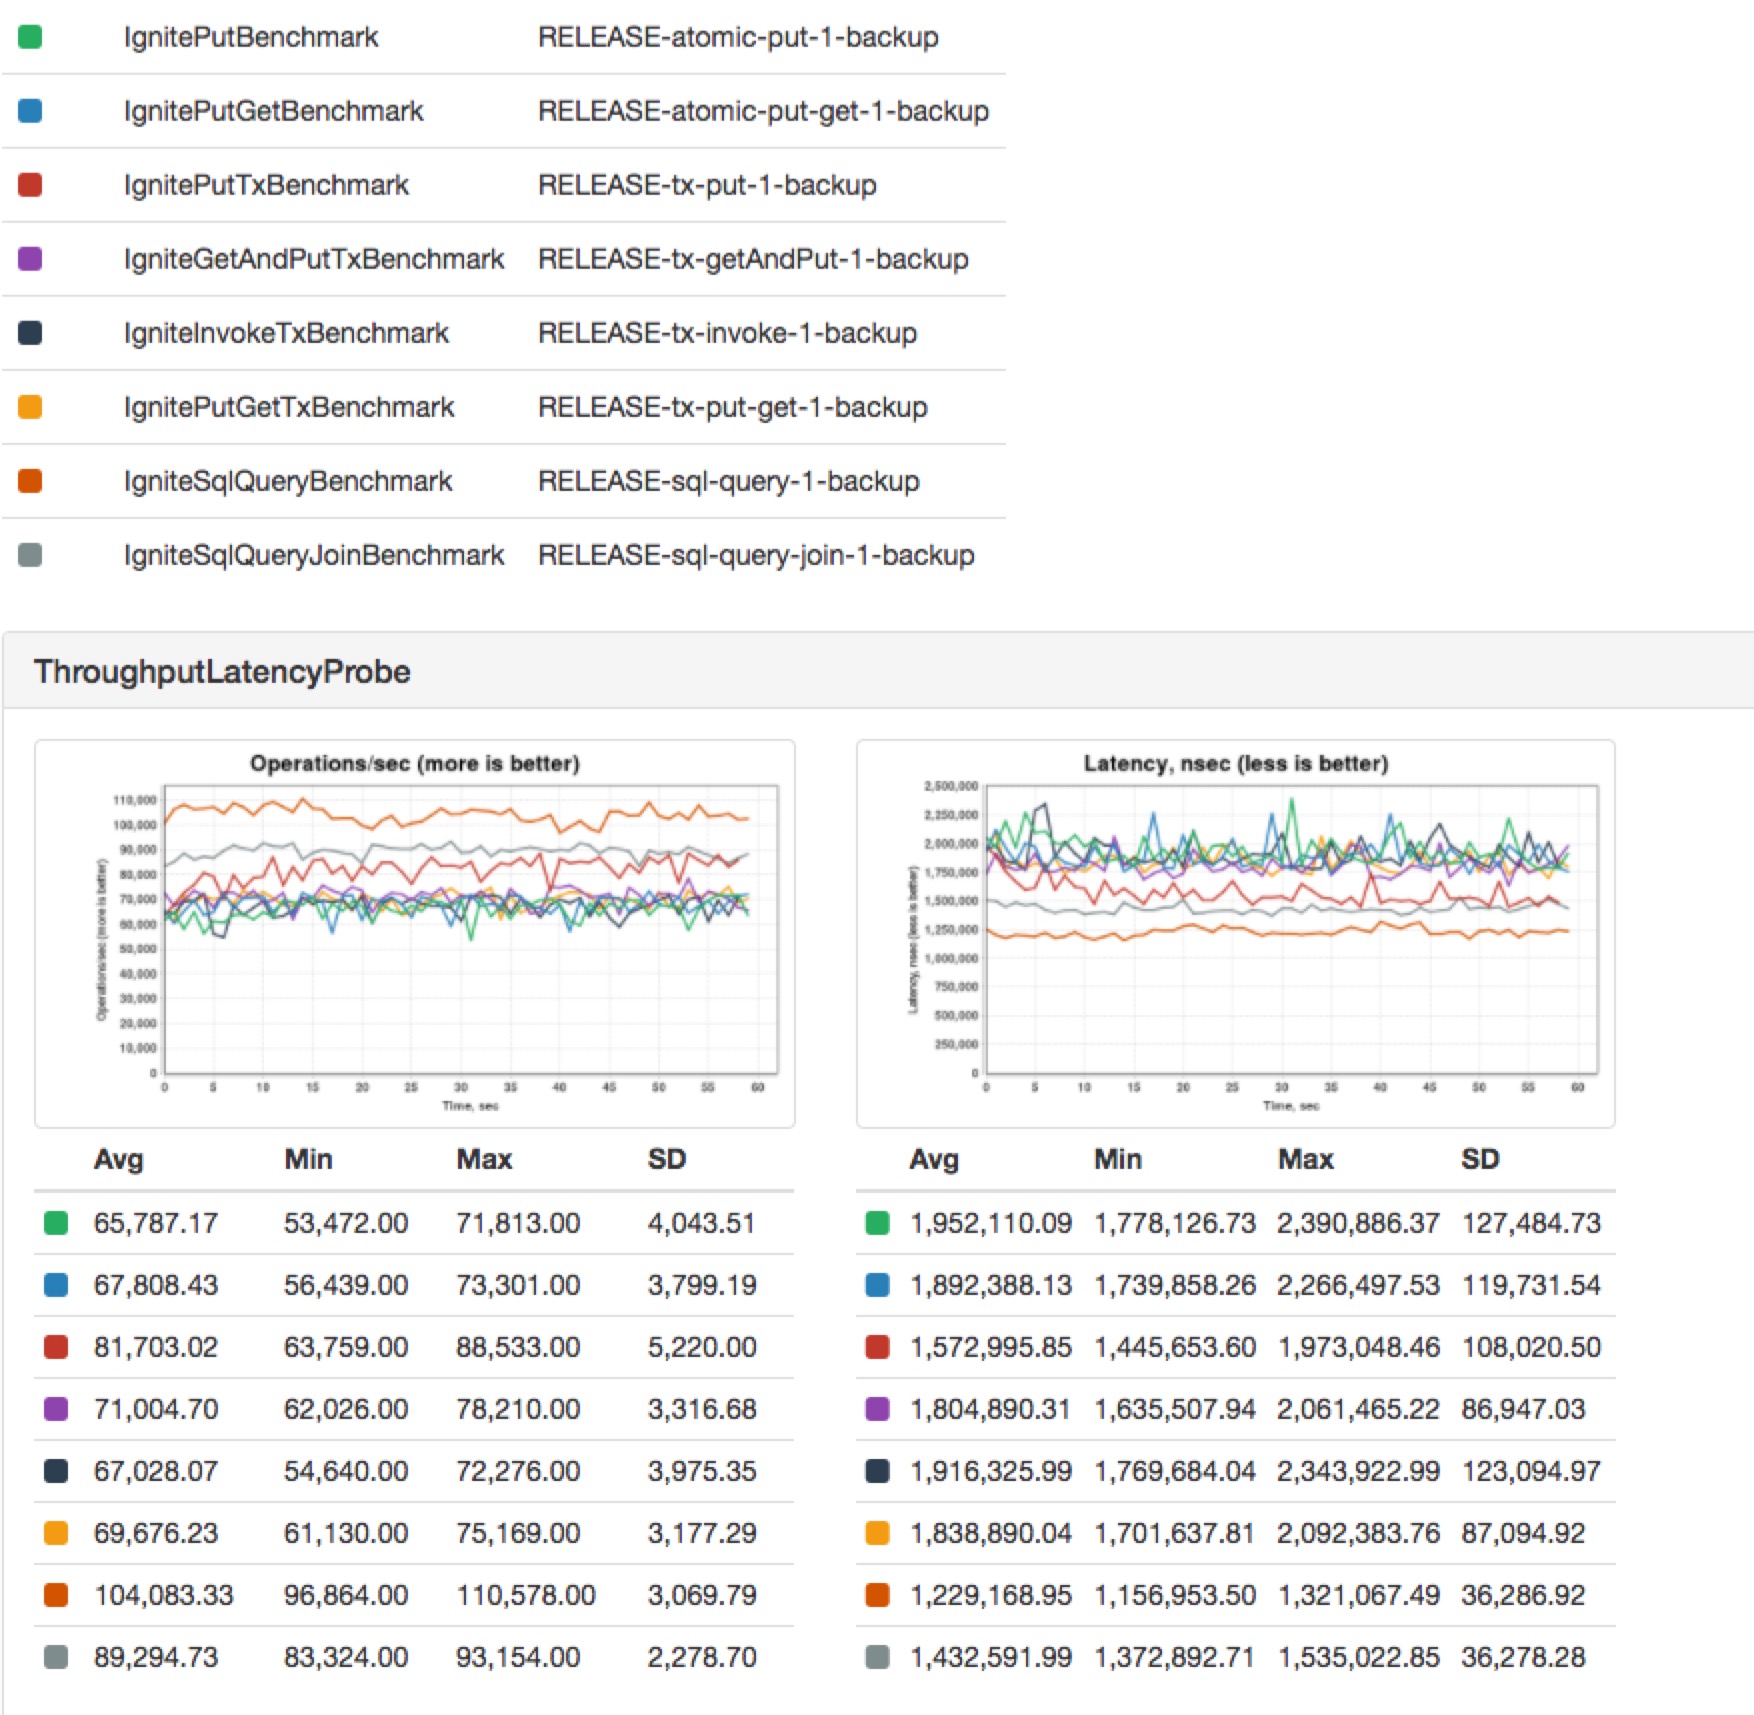 IgnitePutBenchmark RELEASE-atomic-put-1-backup
IgnitePutGetBenchmark RELEASE-atomic-put-get-1-backup
IgnitePutTxBenchmark RELEASE-tx-put-1-backup
IgniteGetAndPutTxBenchmark RELEASE-tx-getAndPut-1-backup
IgniteInvokeTxBenchmark RELEASE-tx-invoke-1-backup
IgnitePutGetTxBenchmark RELEASE-tx-put-get-1-backup
IgniteSqlQueryBenchmark RELEASE-sql-query-1-backup
IgniteSqlQueryJoinBenchmark RELEASE-sql-query-join-1-backup
ThroughputLatencyProbe
Operations/sec (more is better)
110,000
100,000
90,000
80,000
70,000
60,000
50,000
40,000
30,000
20,000
10,000
0
Operations/sec (more is better)
0 5 10 15 20 25 30 35 40 45 50 55 60
Time, sec
Latency, nsec (less is better)
2,500,000
2,250,000
2,000,000
1,750,000
1,500,000
1,250,000
1,000,000
750,000
500,000
250,000
0
Latency, nsec (less is better)
0 5 10 15 20 25 30 35 40 45 50 55 60
Time, sec
Avg Min Max SD
65,787.17 53,472.00 71,813.00 4,043.51
67,808.43 56,439.00 73,301.00 3,799.19
81,703.02 63,759.00 88,533.00 5,220.00
71,004.70 62,026.00 78,210.00 3,316.68
67,028.07 54,640.00 72,276.00 3,975.35
69,676.23 61,130.00 75,169.00 3,177.29
104,083.33 96,864.00 110,578.00 3,069.79
89,294.73 83,324.00 93,154.00 2,278.70
Avg Min Max SD
1,952,110.09 1,778,126.73 2,390,886.37 127,484.73
1,892,388.13 1,739,858.26 2,266,497.53 119,731.54
1,572,995.85 1,445,653.60 1,973,048.46 108,020.50
1,804,890.31 1,635,507.94 2,061,465.22 86,947.03
1,916,325.99 1,769,684.04 2,343,922.99 123,094.97
1,838,890.04 1,701,637.81 2,092,383.76 87,094.92
1,229,168.95 1,156,953.50 1,321,067.49 36,286.92
1,432,591.99 1,372,892.71 1,535,022.85 36,278.28